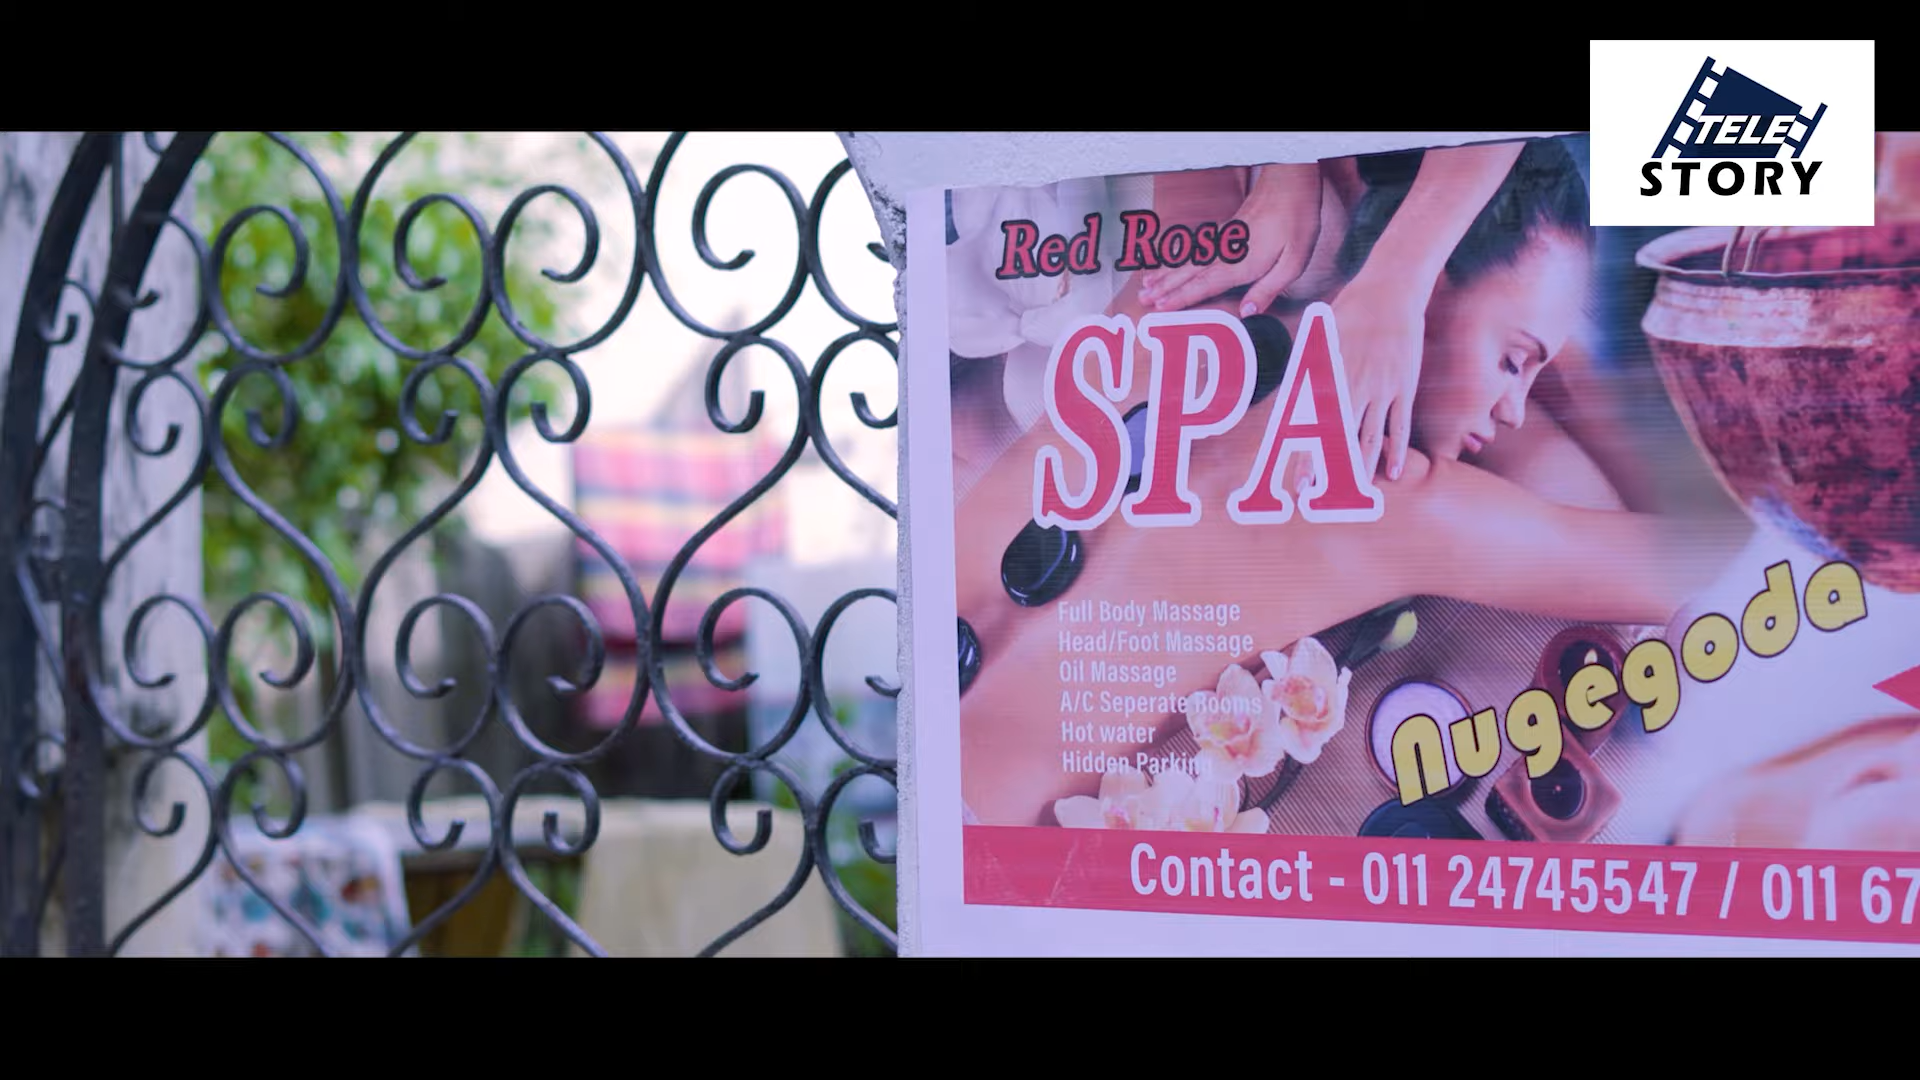 TELE
STORY
Red Rose
SPA
Full Body Massage
Head/Foot Massage
Oil Massage
A/C Seperate Rooms
Hot water
Hidden Parking
Nugegoda
Contact - 011 24745547 / 011 67